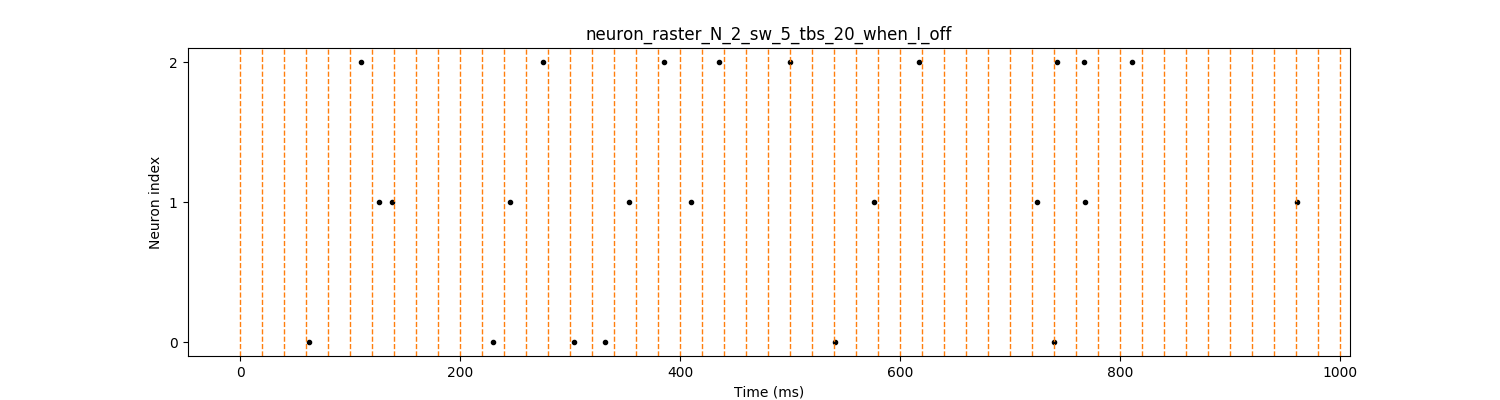 neuron_raster_N_2_sw_5_tbs_20_when_I_off
2
1
0
Neuron index
0 200 400 600 800 1000
Time (ms)